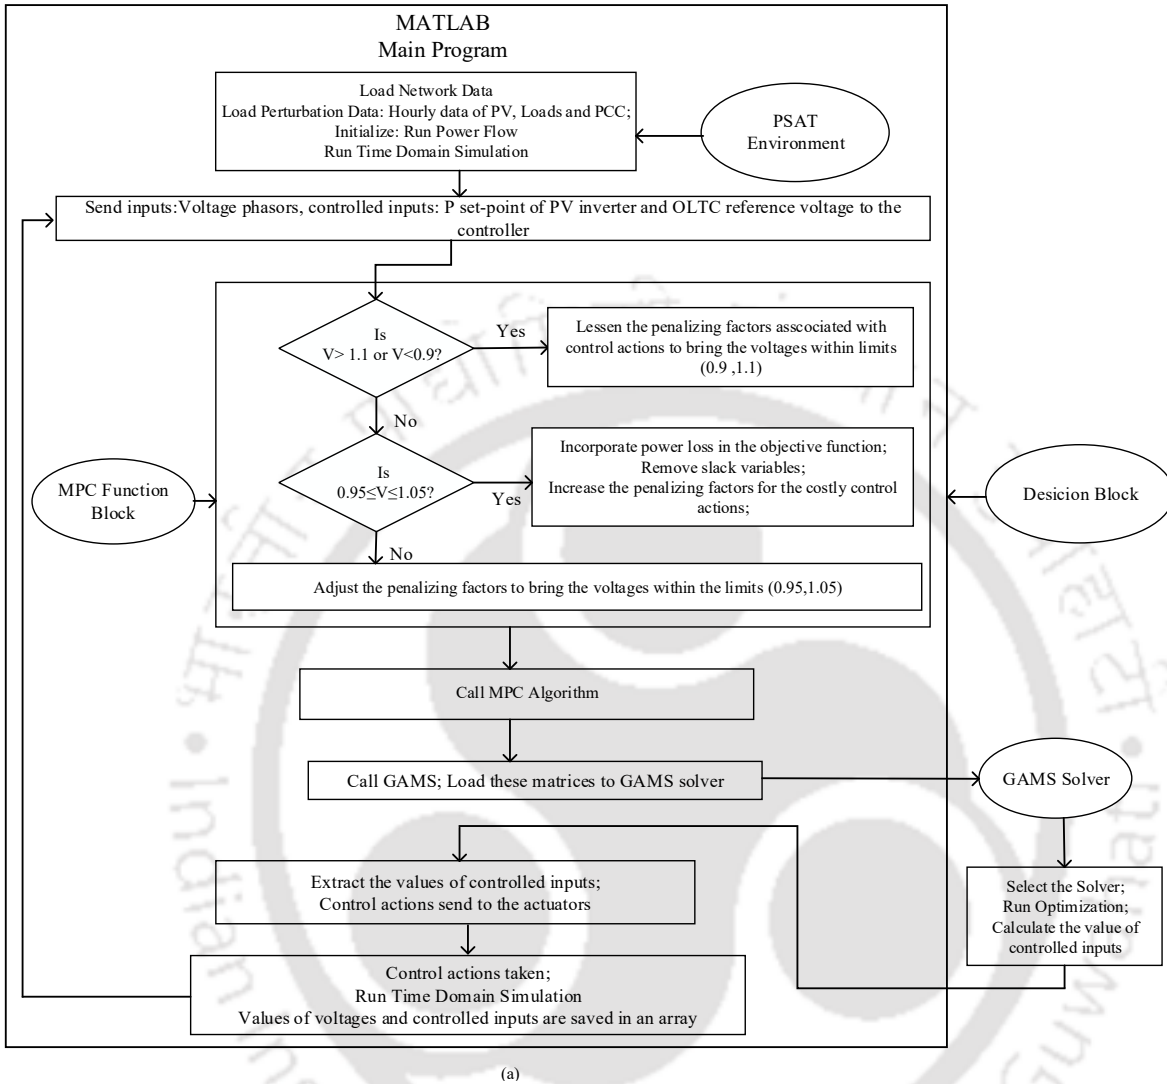 MATLAB
Main Program
Load Network Data
Load Perturbation Data: Hourly data of PV, Loads and PCC;
Initialize: Run Power Flow
Run Time Domain Simulation
PSAT
Environment
Send inputs:Voltage phasors, controlled inputs: P set-point of PV inverter and OLTC reference voltage to the
controller
Is
V> 1.1 or V<0.9?
Yes
Lessen the penalizing factors asscociated with
control actions to bring the voltages within limits
(0.9 ,1.1)
No
Is
0.95≤V≤1.05?
Yes
Incorporate power loss in the objective function;
Remove slack variables;
Increase the penalizing factors for the costly control
actions;
MPC Function
Block
Desicion Block
No
Adjust the penalizing factors to bring the voltages within the limits (0.95,1.05)
Call MPC Algorithm
Call GAMS; Load these matrices to GAMS solver
GAMS Solver
Extract the values of controlled inputs;
Control actions send to the actuators
Select the Solver;
Run Optimization;
Calculate the value of
controlled inputs
Control actions taken;
Run Time Domain Simulation
Values of voltages and controlled inputs are saved in an array
(a)